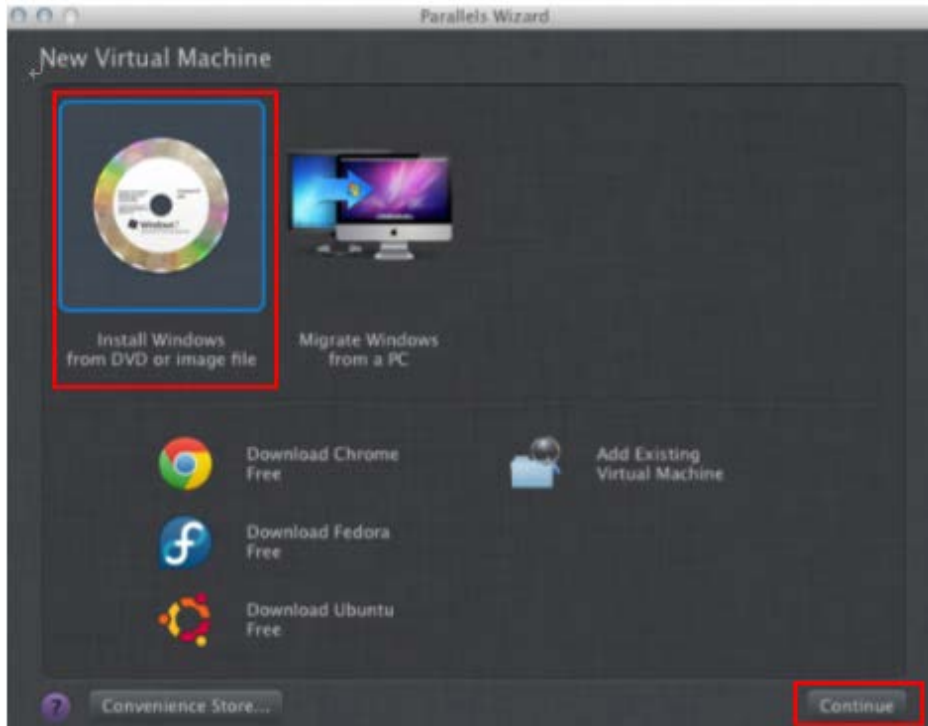 Parallels Wizard
New Virtual Machine
Install Windows
from DVD or image file
Migrate Windows
from a PC
Download Chrome
Free
Add Existing
Virtual Machine
Download Fedora
Free
Download Ubuntu
Free
?
Convenience Store...
Continue